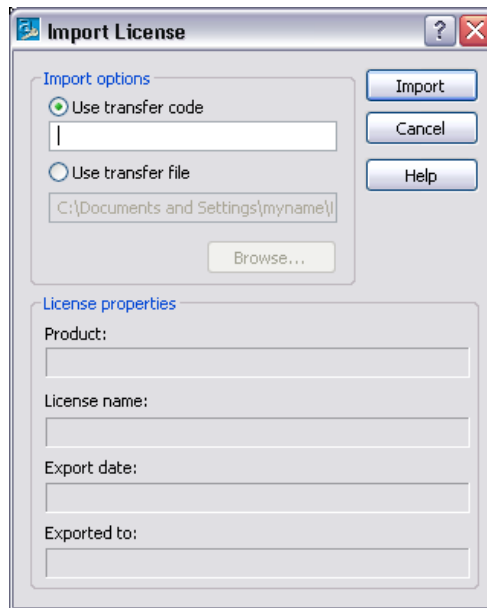 Import License
Import options
Use transfer code
Import
Cancel
Use transfer file
Help
C:\Documents and Settings\myname\
Browse...
License properties
Product:
License name:
Export date:
Exported to: